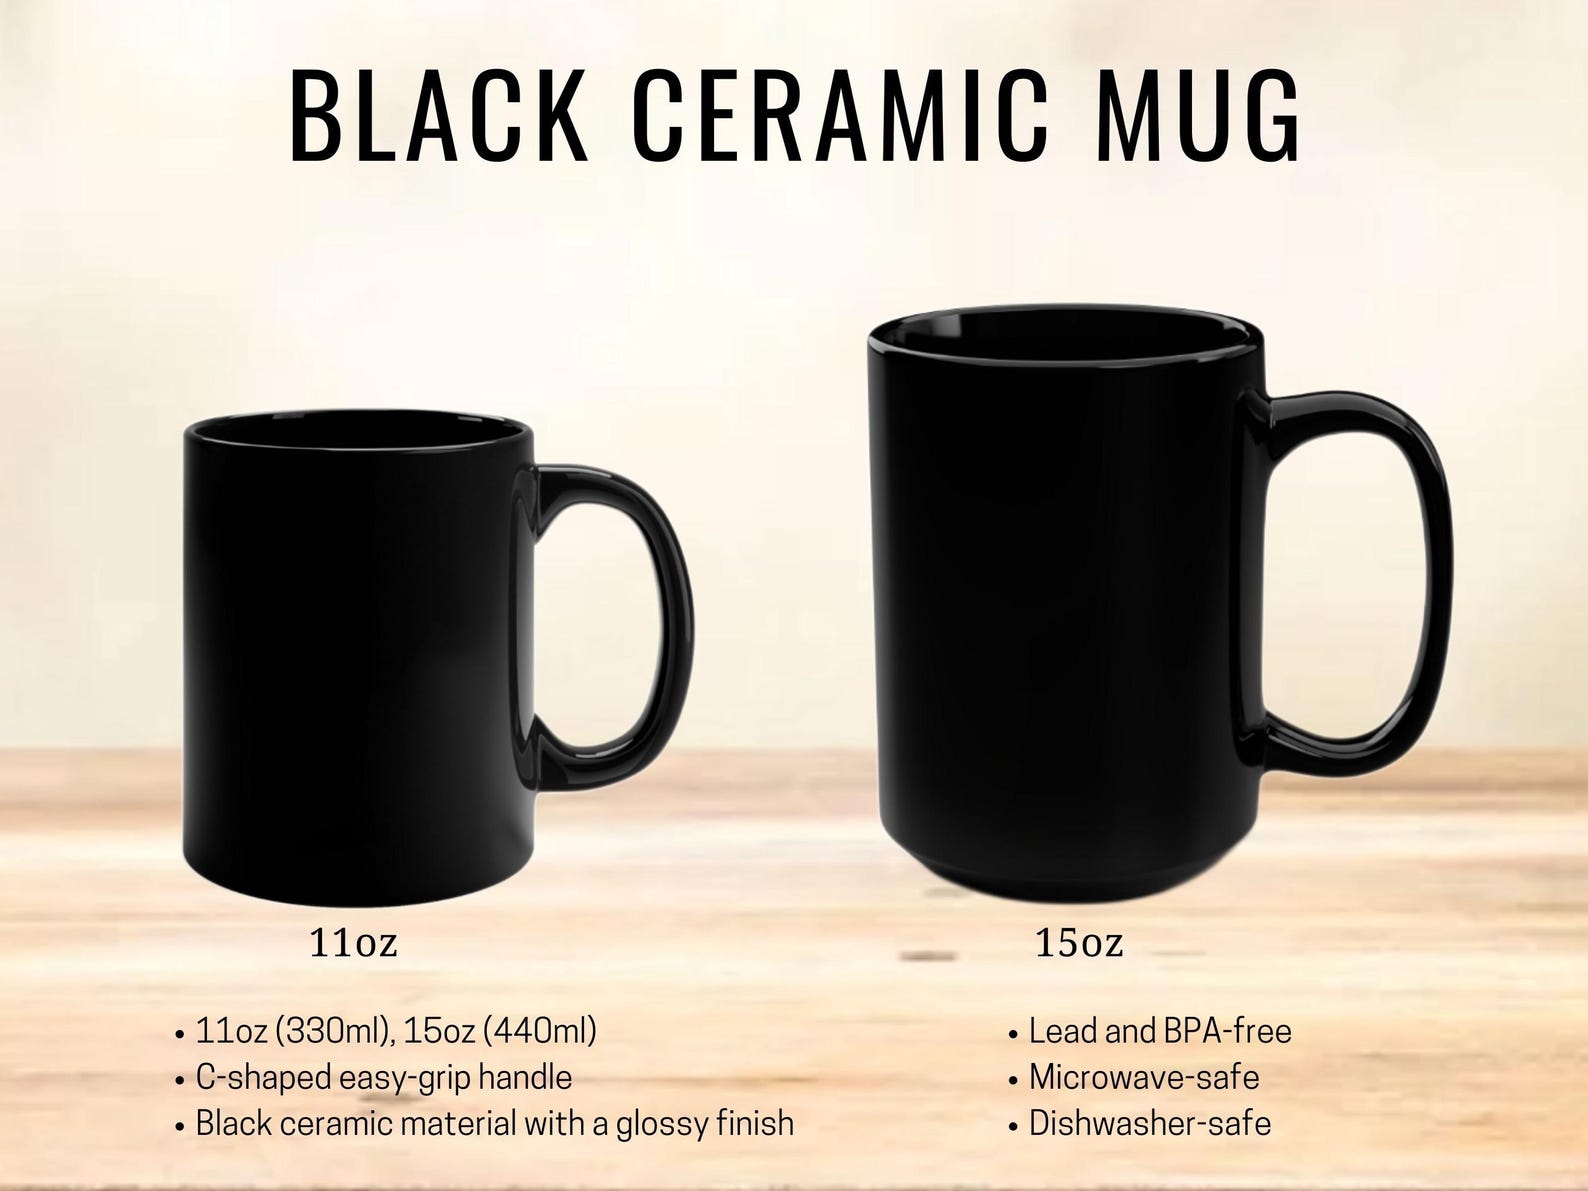 BLACK CERAMIC MUG
11oz
15oz
• 11oz (330ml), 15oz (440ml)
• C-shaped easy-grip handle
• Black ceramic material with a glossy finish
• Lead and BPA-free
• Microwave-safe
• Dishwasher-safe